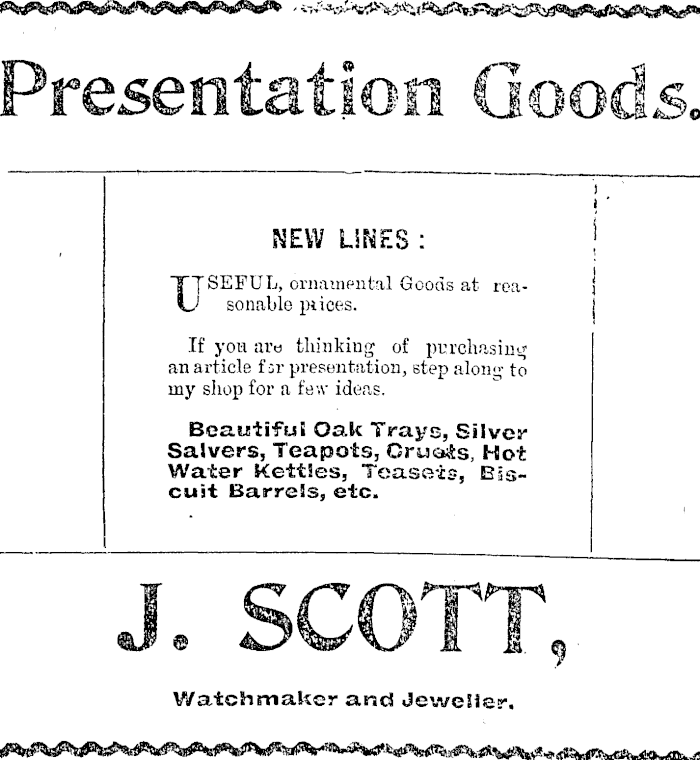 Presentation Goods.
NEW LINES :
USEFUL, ornamental Goods at rea-
sonable prices.
If you are thinking of purchasing
an article for presentation, step along to
my shop for a few ideas.
Beautiful Oak Trays, Silver
Salvers, Teapots, Cruets, Hot
Water Kettles, Teasets, Bis-
cuit Barrels, etc.
J. SCOTT,
Watchmaker and Jeweller.